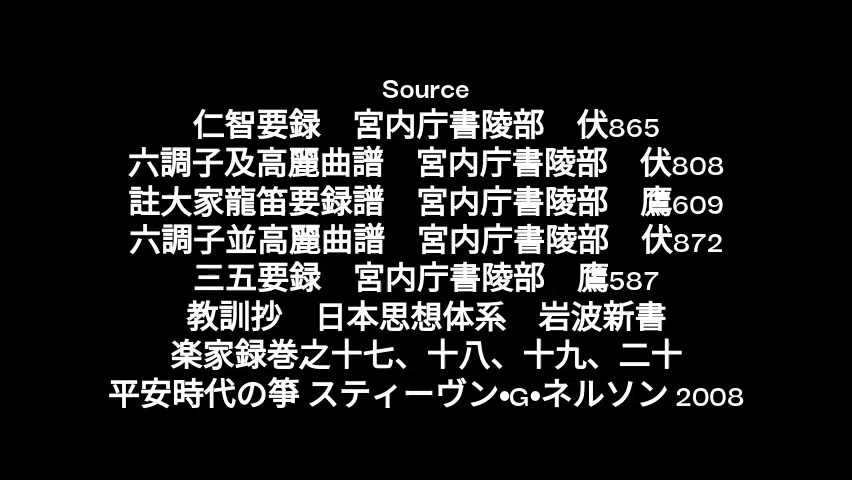 Source
仁智要録　宮内庁書陵部　伏865
六調子及高麗曲譜　宮内庁書陵部　伏808
註大家龍笛要録譜　宮内庁書陵部　鷹609
六調子並高麗曲譜　宮内庁書陵部　伏872
三五要録　宮内庁書陵部　鷹587
教訓抄　日本思想体系　岩波新書
楽家録巻之十七、十八、十九、二十
平安時代の箏 スティーヴン•G•ネルソン 2008